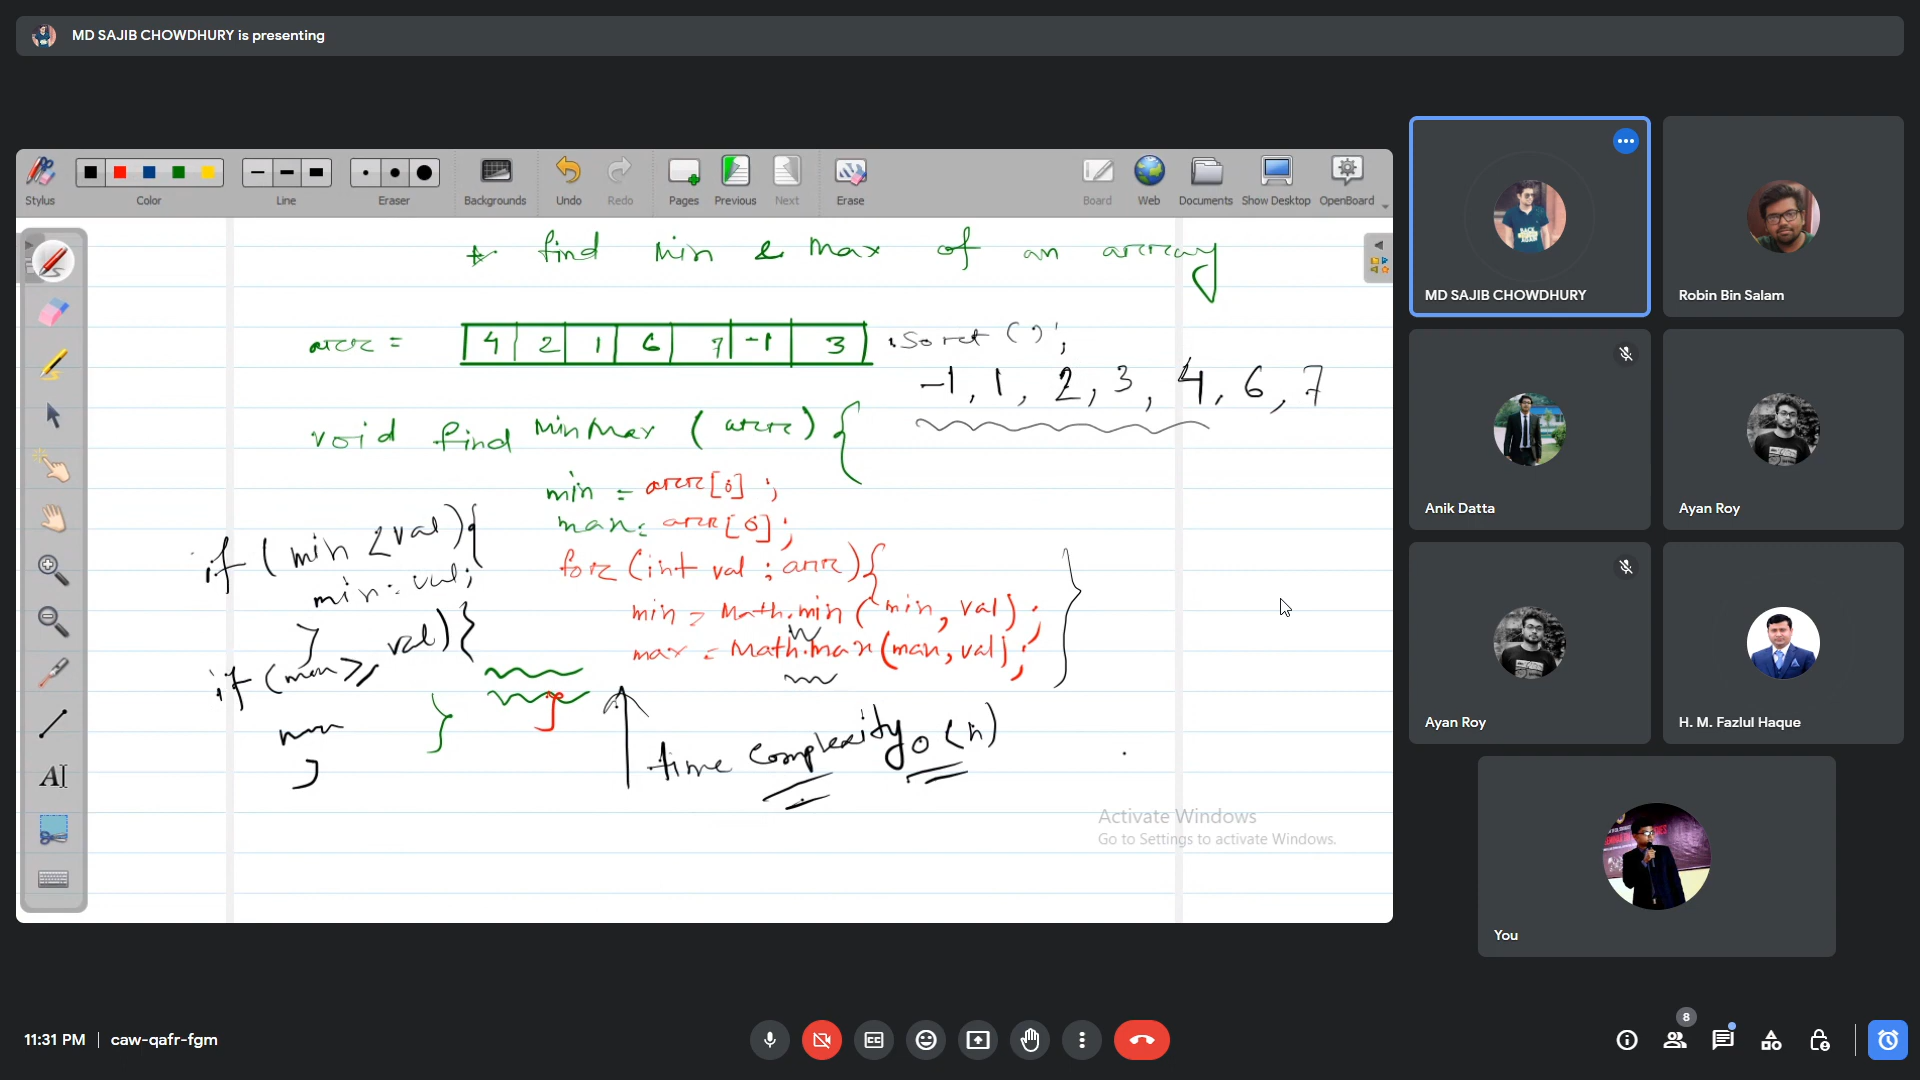 MD SAJIB CHOWDHURY is presenting
Stylus Color Line Eraser Backgrounds Undo Redo Pages Previous Next Erase Board Web Documents Show Desktop OpenBoard
* find min & max of an array
arr = 4 2 1 6 7 -1 3 .Sort();
-1, 1, 2, 3, 4, 6, 7
void find MinMax (arr) {
min = arr[0];
max = arr[0];
for (int val : arr) {
min = Math.min(min, val);
max = Math.max(max, val);
}
}
if (min < val) {
min = val;
}
if (max > val) {
}
time complexity O(n)
Activate Windows
Go to Settings to activate Windows.
AI
MD SAJIB CHOWDHURY
Robin Bin Salam
Anik Datta
Ayan Roy
Ayan Roy
H. M. Fazlul Haque
You
11:31 PM | caw-qafr-fgm
8